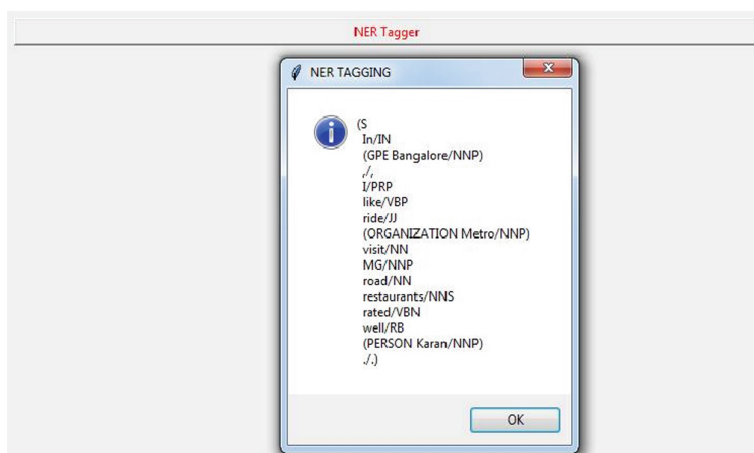 NER Tagger
NER TAGGING
(S
In/IN
(GPE Bangalore/NNP)
,/,
I/PRP
like/VBP
ride/JJ
(ORGANIZATION Metro/NNP)
visit/NN
MG/NNP
road/NN
restaurants/NNS
rated/VBN
well/RB
(PERSON Karan/NNP)
./.)
OK